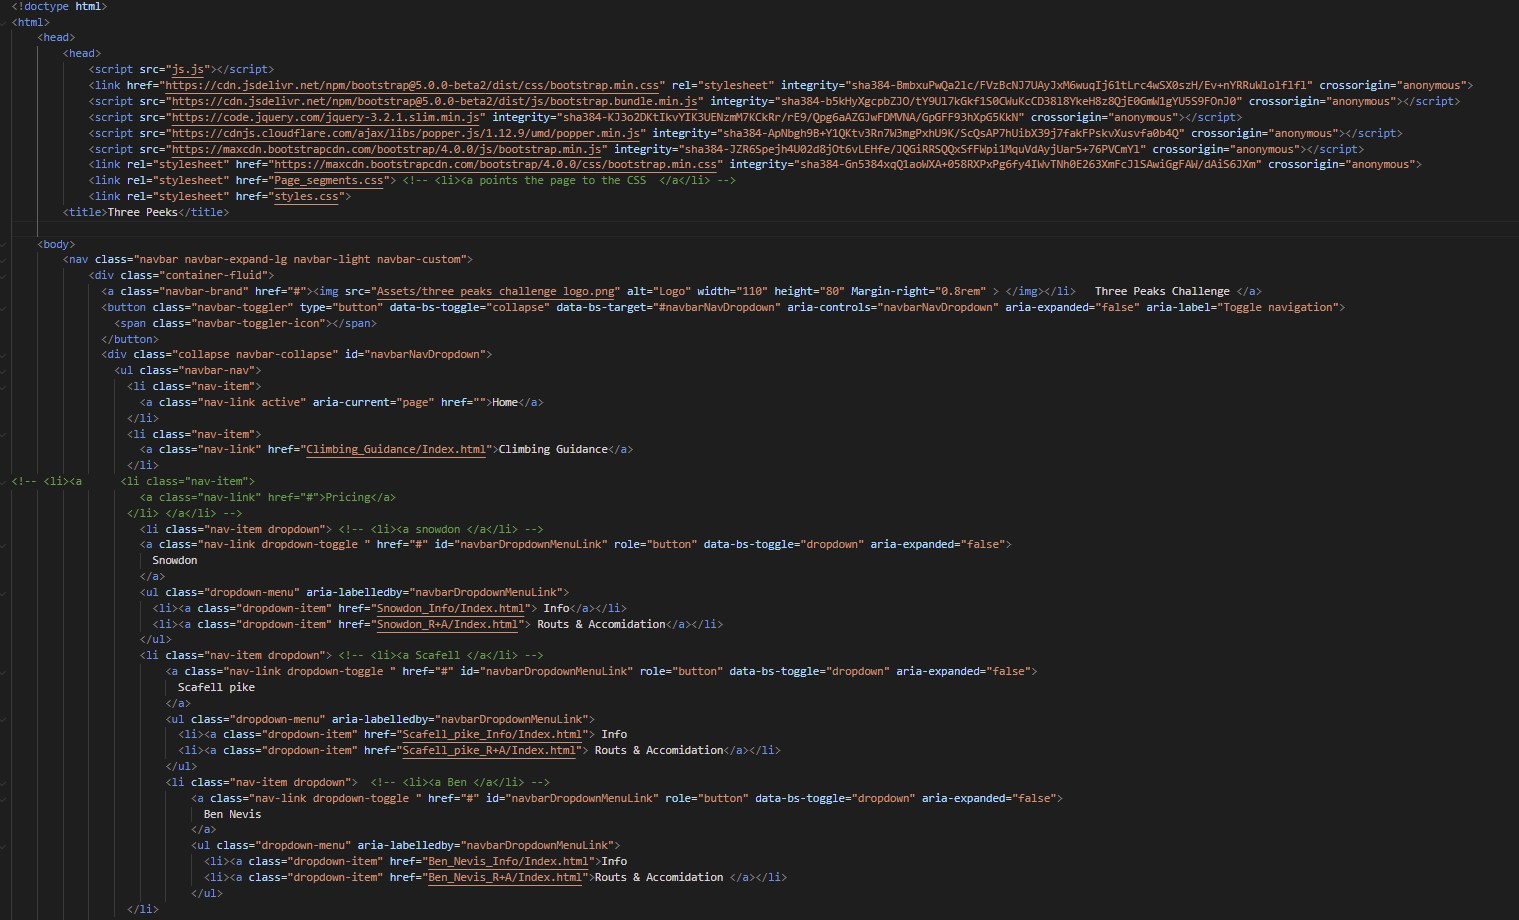 <!doctype html>
<html>
<head>
<head>
<script src="js.js"></script>
<link href="https://cdn.jsdelivr.net/npm/bootstrap@5.0.0-beta2/dist/css/bootstrap.min.css" rel="stylesheet" integrity="sha384-BmbxuPwQa2lc/FVzBcNJ7UAyJxM6wuqIj61tLrc4wSX0szH/Ev+nYRRuWlolflfl" crossorigin="anonymous">
<script src="https://cdn.jsdelivr.net/npm/bootstrap@5.0.0-beta2/dist/js/bootstrap.bundle.min.js" integrity="sha384-b5kHyXgcpbZJO/tY9Ul7kGkf1S0CWuKcCD38l8YkeH8z8QjE0GmW1gYU5S9FOnJ0" crossorigin="anonymous"></script>
<script src="https://code.jquery.com/jquery-3.2.1.slim.min.js" integrity="sha384-KJ3o2DKtIkvYIK3UENzmM7KCkRr/rE9/Qpg6aAZGJwFDMVNA/GpGFF93hXpG5KkN" crossorigin="anonymous"></script>
<script src="https://cdnjs.cloudflare.com/ajax/libs/popper.js/1.12.9/umd/popper.min.js" integrity="sha384-ApNbgh9B+Y1QKtv3Rn7W3mgPxhU9K/ScQsAP7hUibX39j7fakFPskvXusvfa0b4Q" crossorigin="anonymous"></script>
<script src="https://maxcdn.bootstrapcdn.com/bootstrap/4.0.0/js/bootstrap.min.js" integrity="sha384-JZR6Spejh4U02d8jOt6vLEHfe/JQGiRRSQQxSfFWpi1MquVdAyjUar5+76PVCmYl" crossorigin="anonymous"></script>
<link rel="stylesheet" href="https://maxcdn.bootstrapcdn.com/bootstrap/4.0.0/css/bootstrap.min.css" integrity="sha384-Gn5384xqQ1aoWXA+058RXPxPg6fy4IWvTNh0E263XmFcJlSAwiGgFAW/dAiS6JXm" crossorigin="anonymous">
<link rel="stylesheet" href="Page_segments.css"> <!-- <li><a points the page to the CSS  </a</li> -->
<link rel="stylesheet" href="styles.css">
<title>Three Peeks</title>
<body>
<nav class="navbar navbar-expand-lg navbar-light navbar-custom">
<div class="container-fluid">
<a class="navbar-brand" href="#"><img src="Assets/three peaks challenge logo.png" alt="Logo" width="110" height="80" Margin-right="0.8rem" > </img></li>   Three Peaks Challenge </a>
<button class="navbar-toggler" type="button" data-bs-toggle="collapse" data-bs-target="#navbarNavDropdown" aria-controls="navbarNavDropdown" aria-expanded="false" aria-label="Toggle navigation">
<span class="navbar-toggler-icon"></span>
</button>
<div class="collapse navbar-collapse" id="navbarNavDropdown">
<ul class="navbar-nav">
<li class="nav-item">
<a class="nav-link active" aria-current="page" href="">Home</a>
</li>
<li class="nav-item">
<a class="nav-link" href="Climbing_Guidance/Index.html">Climbing Guidance</a>
</li>
<!-- <li><a      <li class="nav-item">
<a class="nav-link" href="#">Pricing</a>
</li> </a</li> -->
<li class="nav-item dropdown"> <!-- <li><a snowdon </a</li> -->
<a class="nav-link dropdown-toggle " href="#" id="navbarDropdownMenuLink" role="button" data-bs-toggle="dropdown" aria-expanded="false">
Snowdon
</a>
<ul class="dropdown-menu" aria-labelledby="navbarDropdownMenuLink">
<li><a class="dropdown-item" href="Snowdon_Info/Index.html"> Info</a></li>
<li><a class="dropdown-item" href="Snowdon_R+A/Index.html"> Routs & Accomidation</a></li>
</ul>
<li class="nav-item dropdown"> <!-- <li><a Scafell </a</li> -->
<a class="nav-link dropdown-toggle " href="#" id="navbarDropdownMenuLink" role="button" data-bs-toggle="dropdown" aria-expanded="false">
Scafell pike
</a>
<ul class="dropdown-menu" aria-labelledby="navbarDropdownMenuLink">
<li><a class="dropdown-item" href="Scafell_pike_Info/Index.html"> Info
<li><a class="dropdown-item" href="Scafell_pike_R+A/Index.html"> Routs & Accomidation</a></li>
</ul>
<li class="nav-item dropdown">  <!-- <li><a Ben </a</li> -->
<a class="nav-link dropdown-toggle " href="#" id="navbarDropdownMenuLink" role="button" data-bs-toggle="dropdown" aria-expanded="false">
Ben Nevis
</a>
<ul class="dropdown-menu" aria-labelledby="navbarDropdownMenuLink">
<li><a class="dropdown-item" href="Ben_Nevis_Info/Index.html">Info
<li><a class="dropdown-item" href="Ben_Nevis_R+A/Index.html">Routs & Accomidation </a></li>
</ul>
</li>